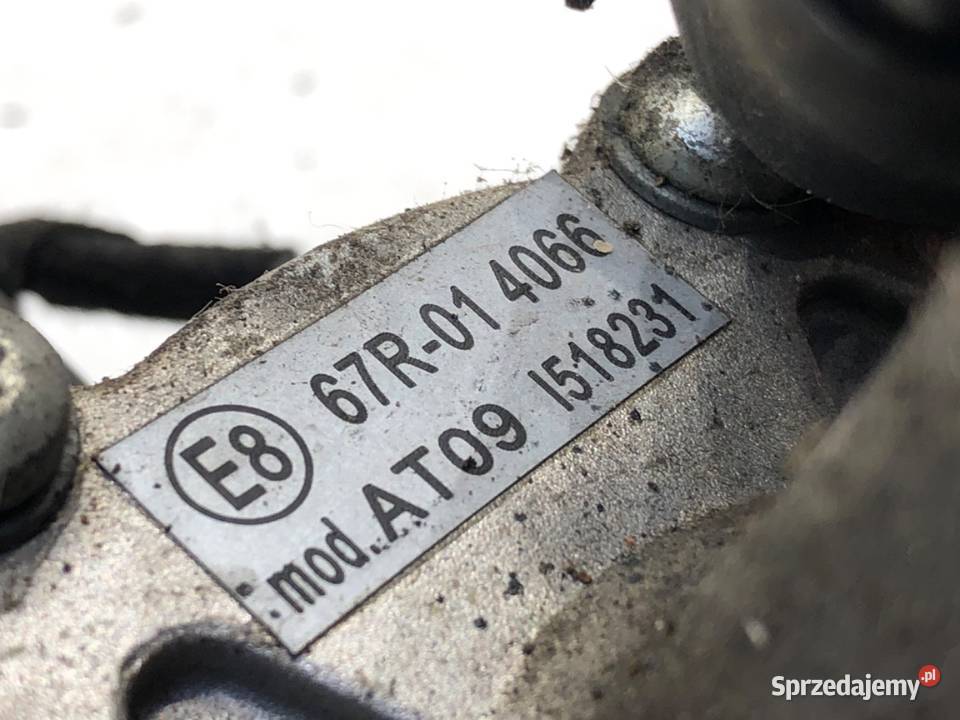 E8 67R-01 4066
mod. AT09 I518231
Sprzedajemy.pl